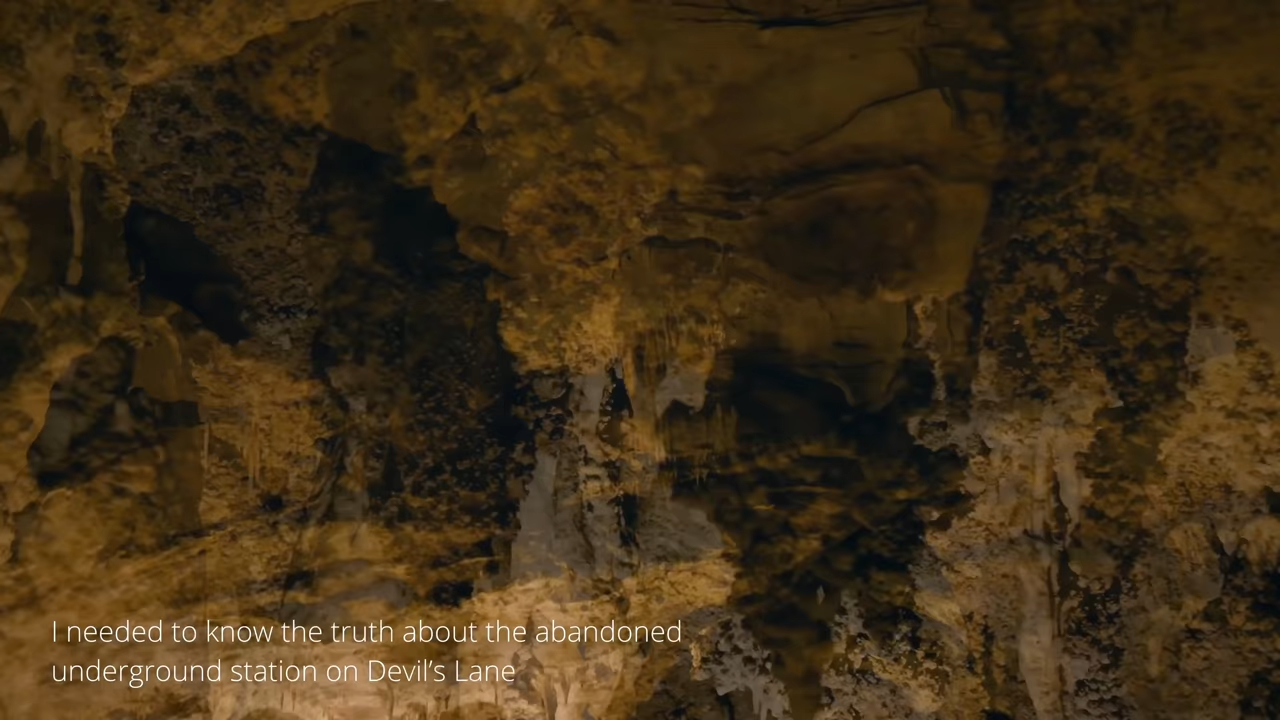 I needed to know the truth about the abandoned
underground station on Devil’s Lane